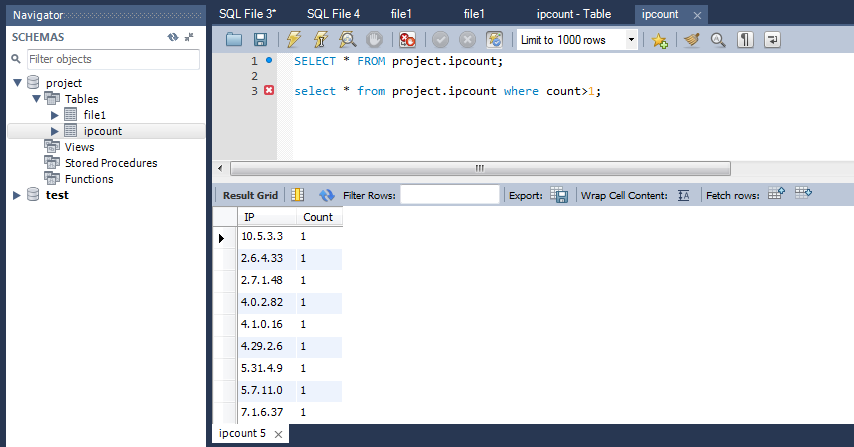 Navigator
SCHEMAS
Filter objects
project
Tables
file1
ipcount
Views
Stored Procedures
Functions
test
SQL File 3* SQL File 4 file1 file1 ipcount - Table ipcount
Limit to 1000 rows
1 SELECT * FROM project.ipcount;
2
3 select * from project.ipcount where count>1;
Result Grid Filter Rows: Export: Wrap Cell Content: Fetch rows:
IP Count
10.5.3.3 1
2.6.4.33 1
2.7.1.48 1
4.0.2.82 1
4.1.0.16 1
4.29.2.6 1
5.31.4.9 1
5.7.11.0 1
7.1.6.37 1
ipcount 5